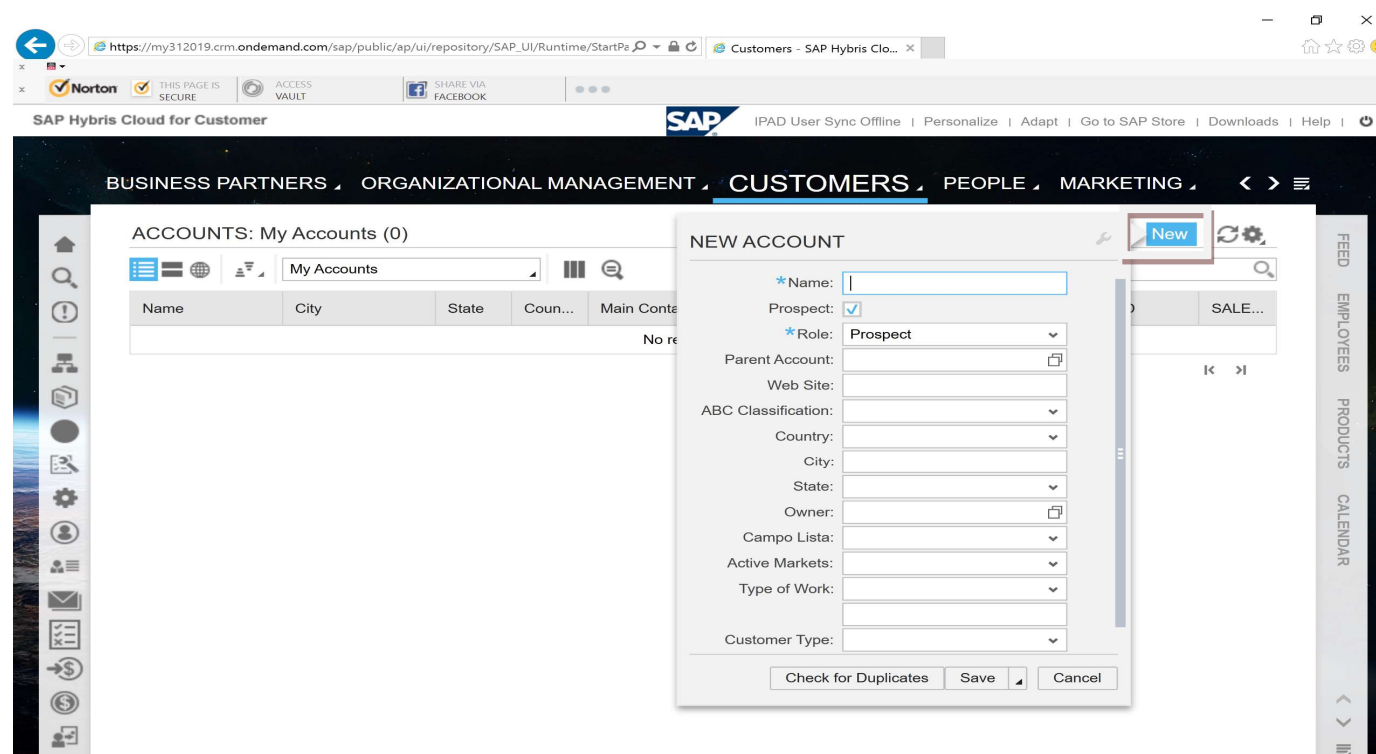 https://my312019.crm.ondemand.com/sap/public/ap/ui/repository/SAP_UI/Runtime/StartPa
Customers - SAP Hybris Clo...
Norton
THIS PAGE IS SECURE
ACCESS VAULT
SHARE VIA FACEBOOK
SAP Hybris Cloud for Customer
SAP
IPAD User Sync Offline | Personalize | Adapt | Go to SAP Store | Downloads | Help |
BUSINESS PARTNERS ORGANIZATIONAL MANAGEMENT CUSTOMERS PEOPLE MARKETING
ACCOUNTS: My Accounts (0)
New
My Accounts
Name City State Coun... Main Conta SALE...
No re
NEW ACCOUNT
*Name:
Prospect:
*Role: Prospect
Parent Account:
Web Site:
ABC Classification:
Country:
City:
State:
Owner:
Campo Lista:
Active Markets:
Type of Work:
Customer Type:
Check for Duplicates Save Cancel
FEED
EMPLOYEES
PRODUCTS
CALENDAR